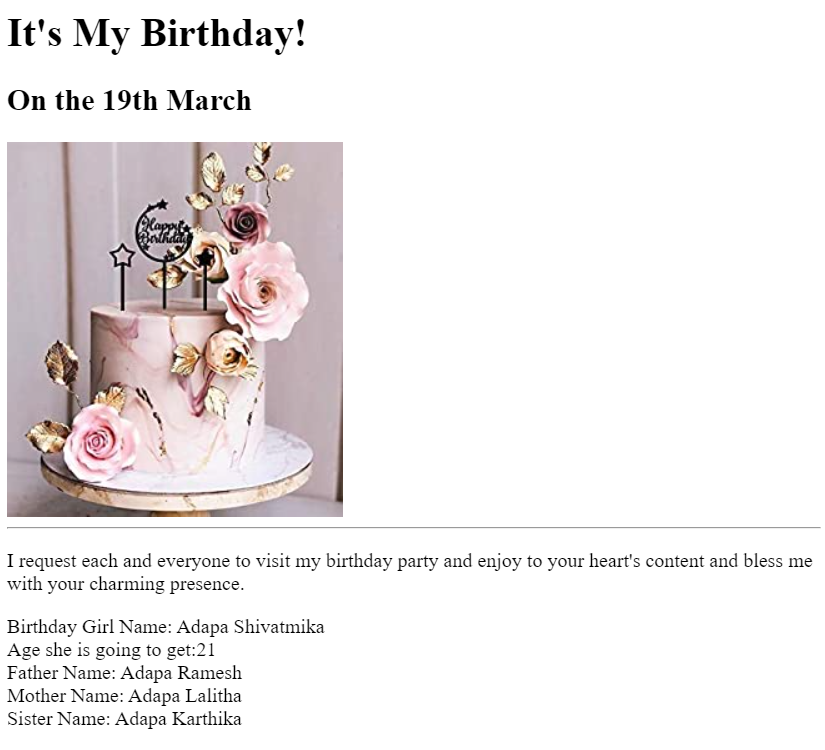 It's My Birthday!
On the 19th March
Happy
Birthday
I request each and everyone to visit my birthday party and enjoy to your heart's content and bless me
with your charming presence.
Birthday Girl Name: Adapa Shivatmika
Age she is going to get:21
Father Name: Adapa Ramesh
Mother Name: Adapa Lalitha
Sister Name: Adapa Karthika